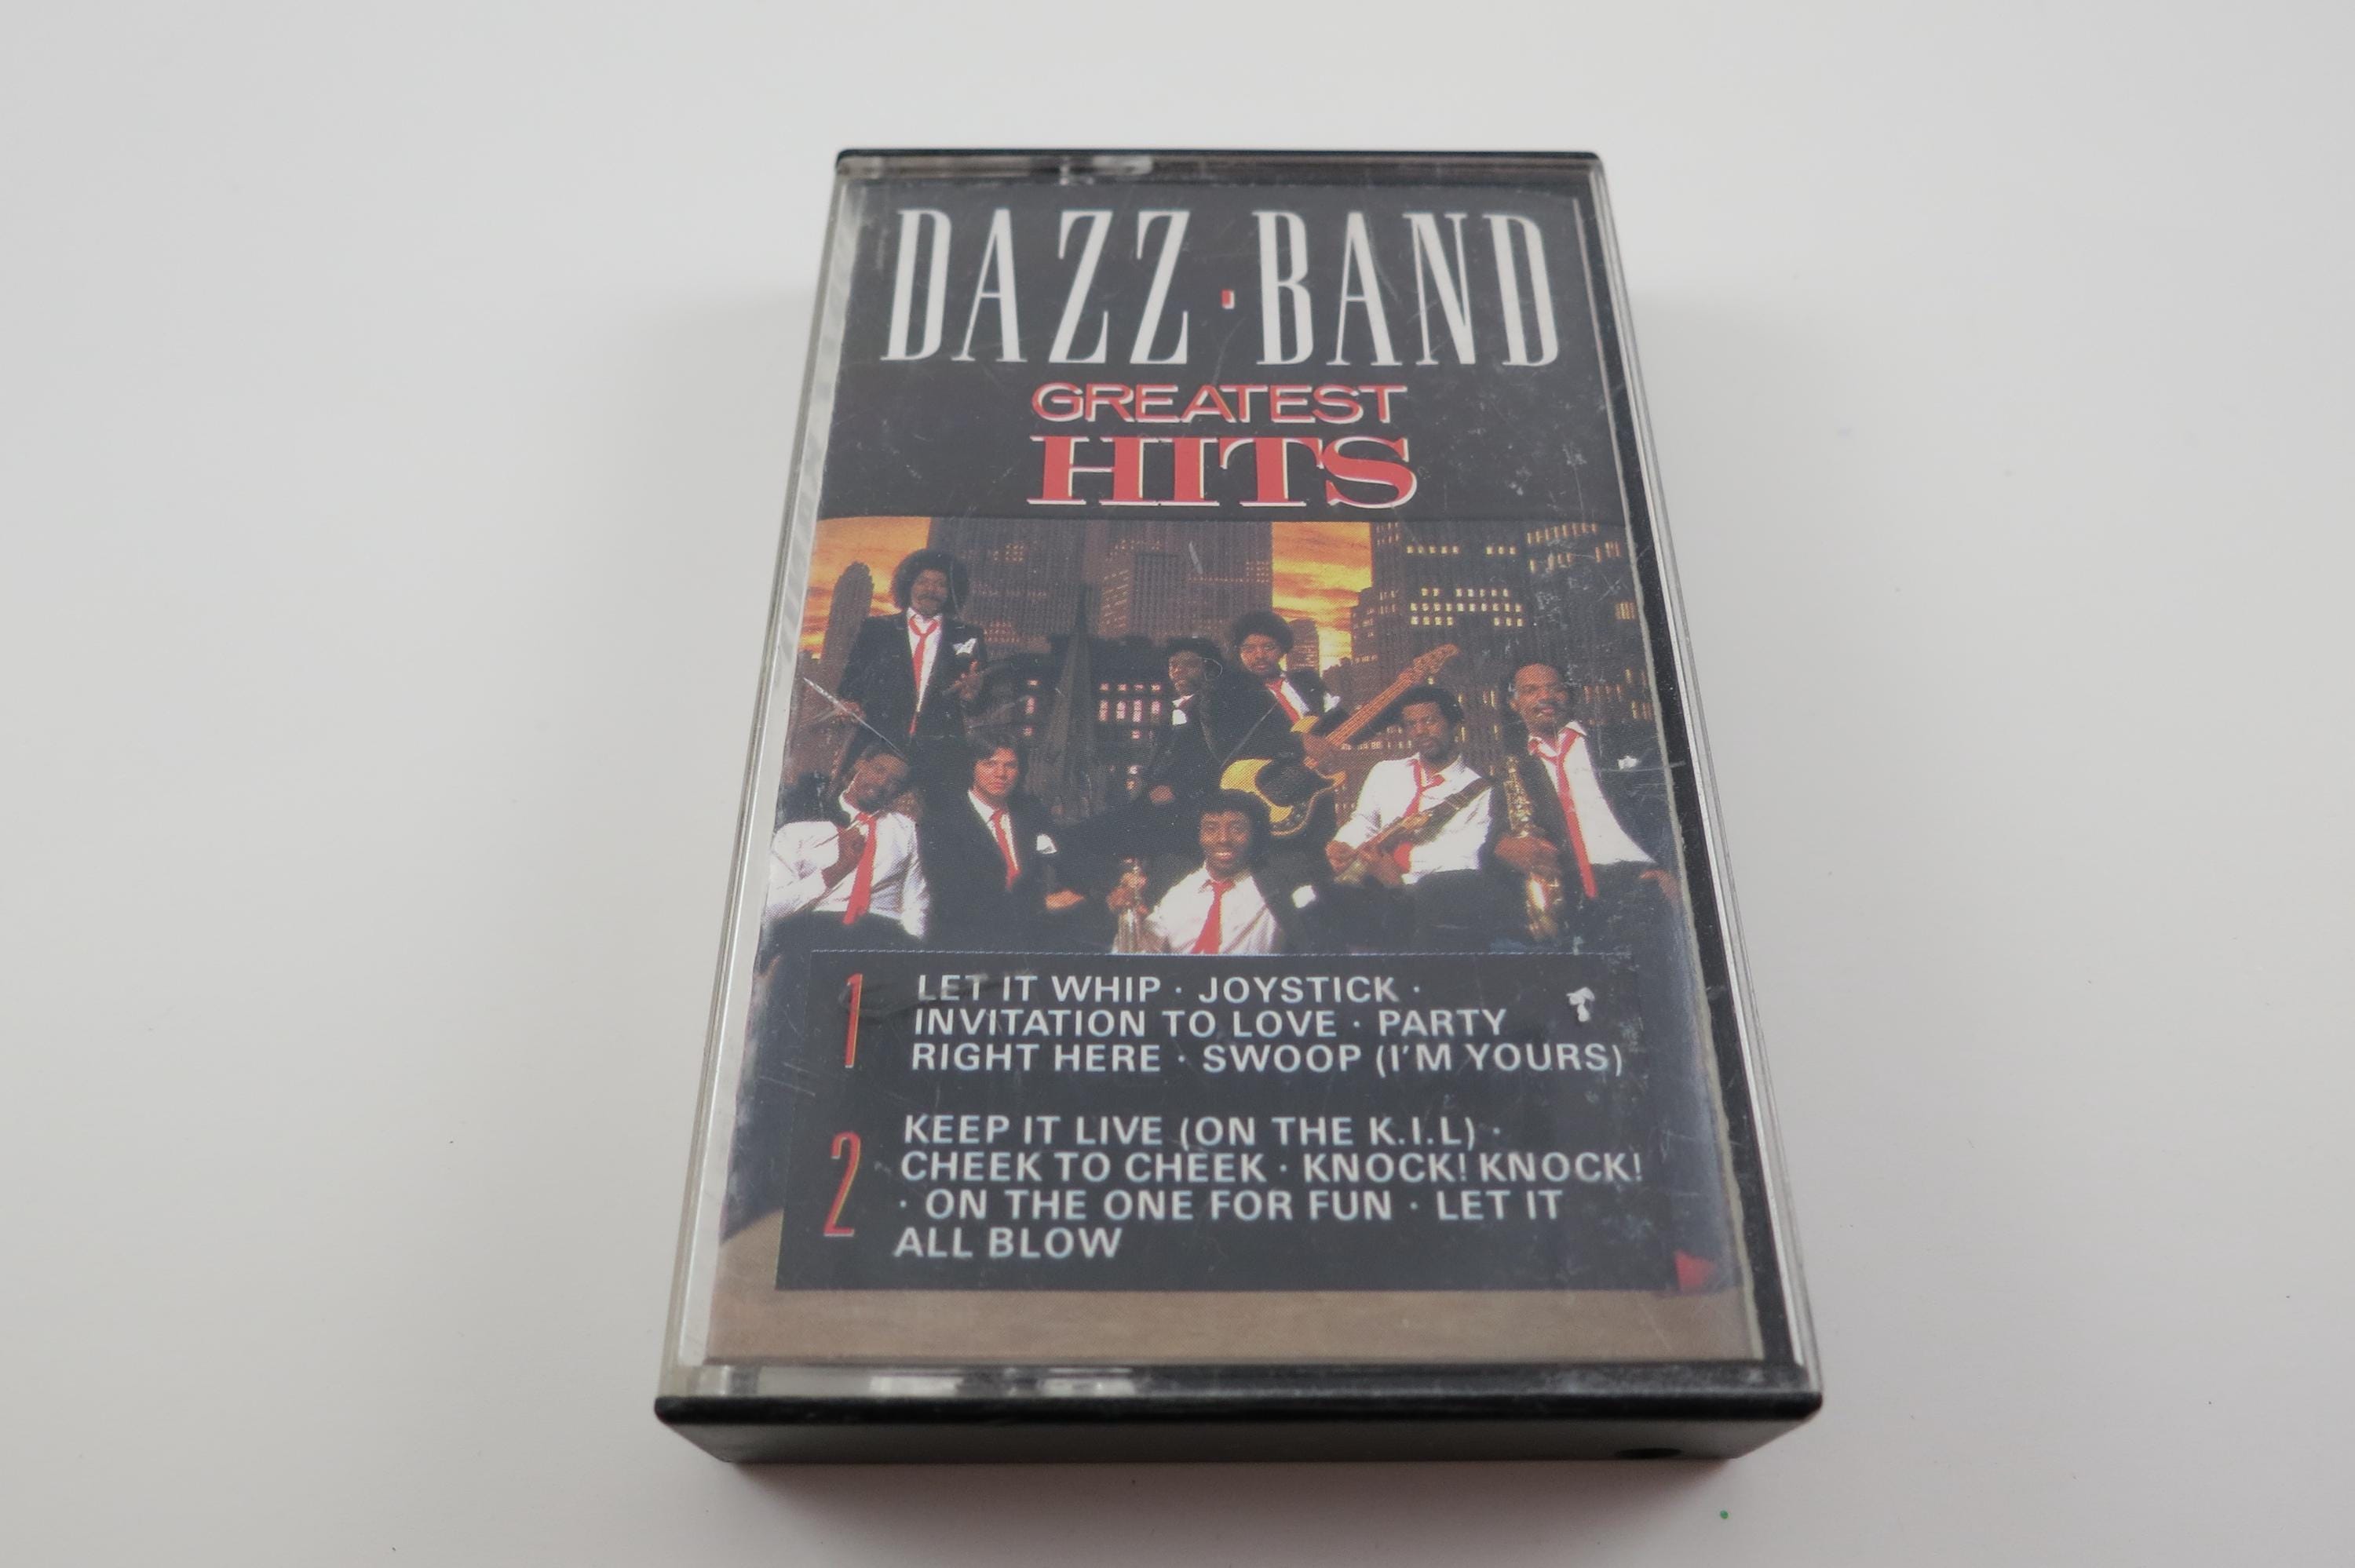 DAZZ · BAND
GREATEST
HITS
1 LET IT WHIP · JOYSTICK ·
INVITATION TO LOVE · PARTY
RIGHT HERE · SWOOP (I'M YOURS)
2 KEEP IT LIVE (ON THE K.I.L) ·
CHEEK TO CHEEK · KNOCK! KNOCK!
· ON THE ONE FOR FUN · LET IT
ALL BLOW